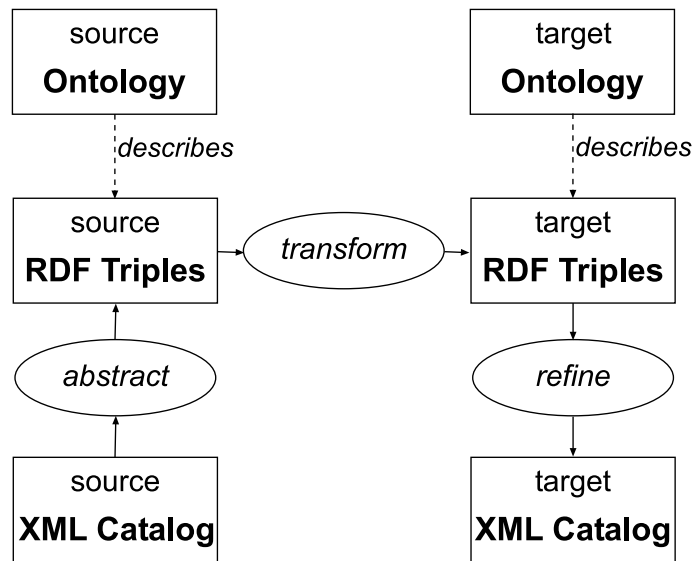 source
Ontology
target
Ontology
describes
describes
source
RDF Triples
transform
target
RDF Triples
abstract
refine
source
XML Catalog
target
XML Catalog